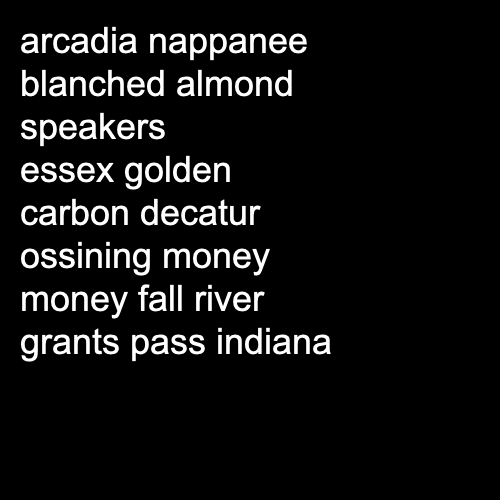 arcadia nappanee
blanched almond
speakers
essex golden
carbon decatur
ossining money
money fall river
grants pass indiana